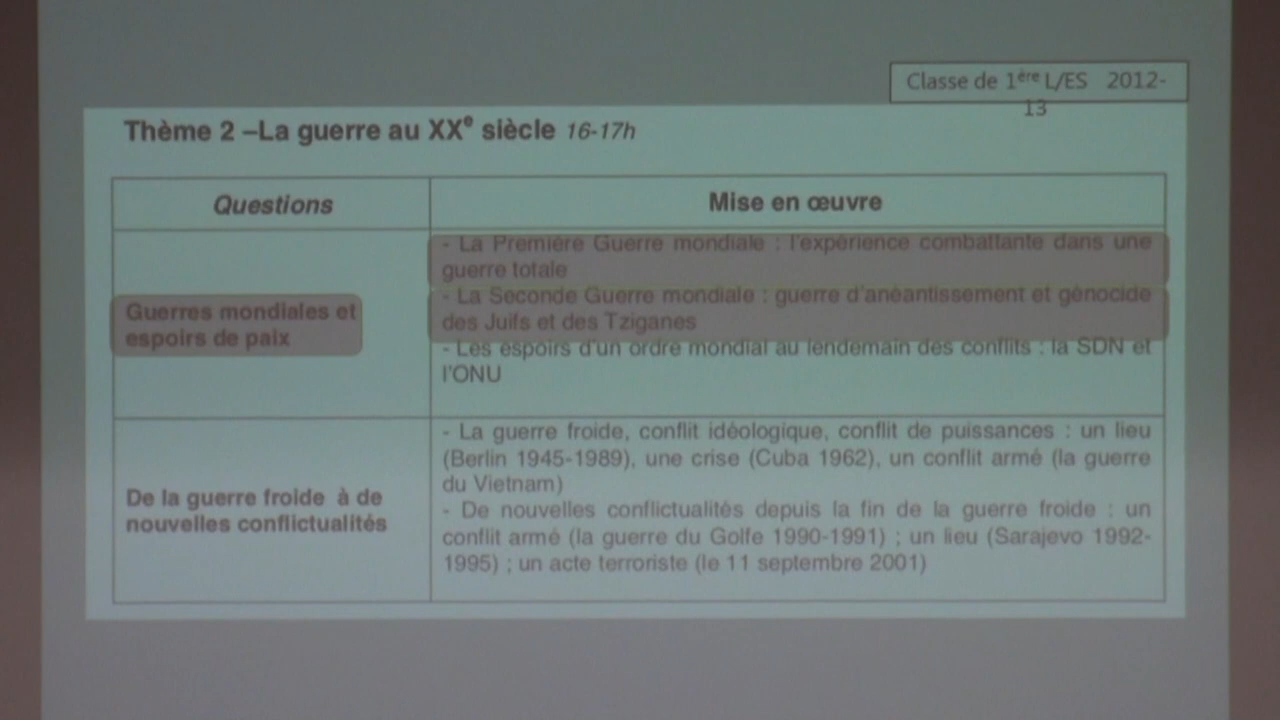 Classe de 1ère L/ES 2012-
13
Thème 2 –La guerre au XXe siècle 16-17h
Questions
Mise en œuvre
Guerres mondiales et
espoirs de paix
- La Première Guerre mondiale : l'expérience combattante dans une
guerre totale
- La Seconde Guerre mondiale : guerre d'anéantissement et génocide
des Juifs et des Tziganes
- Les espoirs d'un ordre mondial au lendemain des conflits : la SDN et
l'ONU
De la guerre froide à de
nouvelles conflictualités
- La guerre froide, conflit idéologique, conflit de puissances : un lieu
(Berlin 1945-1989), une crise (Cuba 1962), un conflit armé (la guerre
du Vietnam)
- De nouvelles conflictualités depuis la fin de la guerre froide : un
conflit armé (la guerre du Golfe 1990-1991) ; un lieu (Sarajevo 1992-
1995) ; un acte terroriste (le 11 septembre 2001)